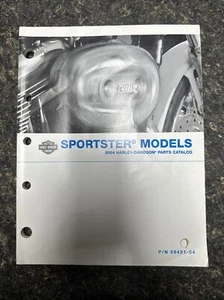 SPORTSTER® MODELS
2004 HARLEY-DAVIDSON® PARTS CATALOG
P/N 99451-04